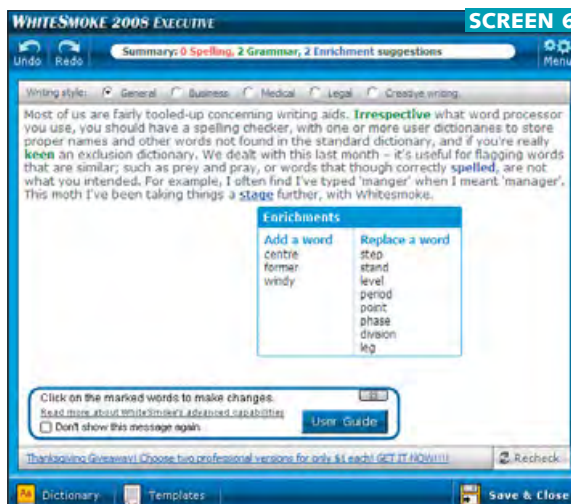 WHITESMOKE 2008 EXECUTIVE
SCREEN 6
Undo Redo
Summary: 0 Spelling, 2 Grammar, 2 Enrichment suggestions
Menu
Writing style: General Business Medical Legal Creative writing
Most of us are fairly tooled-up concerning writing aids. Irrespective what word processor
you use, you should have a spelling checker, with one or more user dictionaries to store
proper names and other words not found in the standard dictionary, and if you're really
keen an exclusion dictionary. We dealt with this last month – it's useful for flagging words
that are similar; such as prey and pray, or words that though correctly spelled, are not
what you intended. For example, I often find I've typed 'manger' when I meant 'manager'.
This moth I've been taking things a stage further, with Whitesmoke.
Enrichments
Add a word
centre
former
windy
Replace a word
step
stand
level
period
point
phase
division
leg
Click on the marked words to make changes.
Read more about WhiteSmoke's advanced capabilities
Don't show this message again
User Guide
Thanksgiving Giveaway! Choose two professional versions for only $1 each! GET IT NOW!!!!
Recheck
Dictionary
Templates
Save & Close